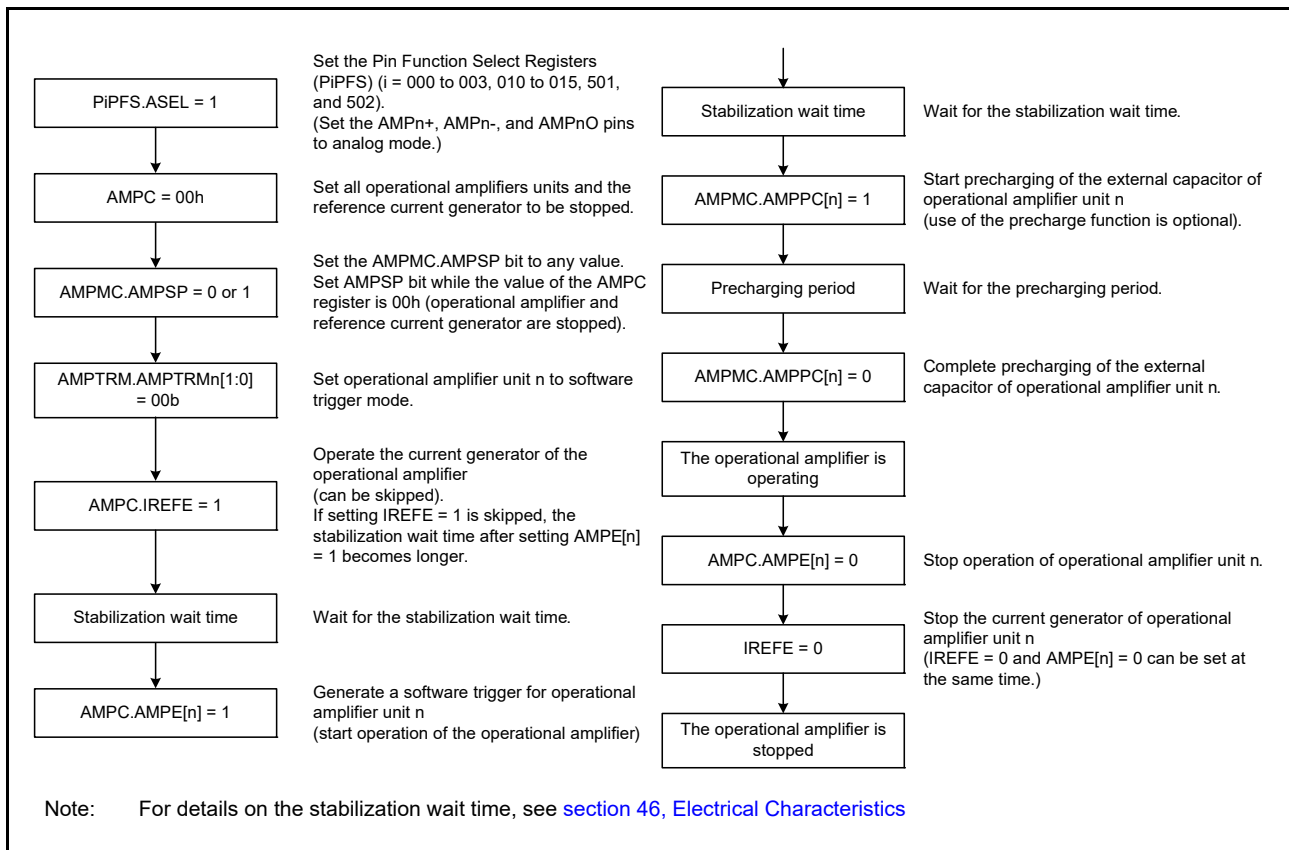 PiPFS.ASEL = 1
Set the Pin Function Select Registers
(PiPFS) (i = 000 to 003, 010 to 015, 501,
and 502).
(Set the AMPn+, AMPn-, and AMPnO pins
to analog mode.)
AMPC = 00h
Set all operational amplifiers units and the
reference current generator to be stopped.
AMPMC.AMPSP = 0 or 1
Set the AMPMC.AMPSP bit to any value.
Set AMPSP bit while the value of the AMPC
register is 00h (operational amplifier and
reference current generator are stopped).
AMPTRM.AMPTRMn[1:0]
= 00b
Set operational amplifier unit n to software
trigger mode.
AMPC.IREFE = 1
Operate the current generator of the
operational amplifier
(can be skipped).
If setting IREFE = 1 is skipped, the
stabilization wait time after setting AMPE[n]
= 1 becomes longer.
Stabilization wait time
Wait for the stabilization wait time.
AMPC.AMPE[n] = 1
Generate a software trigger for operational
amplifier unit n
(start operation of the operational amplifier)
Stabilization wait time
Wait for the stabilization wait time.
AMPMC.AMPPC[n] = 1
Start precharging of the external capacitor of
operational amplifier unit n
(use of the precharge function is optional).
Precharging period
Wait for the precharging period.
AMPMC.AMPPC[n] = 0
Complete precharging of the external
capacitor of operational amplifier unit n.
The operational amplifier is
operating
AMPC.AMPE[n] = 0
Stop operation of operational amplifier unit n.
IREFE = 0
Stop the current generator of operational
amplifier unit n
(IREFE = 0 and AMPE[n] = 0 can be set at
the same time.)
The operational amplifier is
stopped
Note: For details on the stabilization wait time, see section 46, Electrical Characteristics